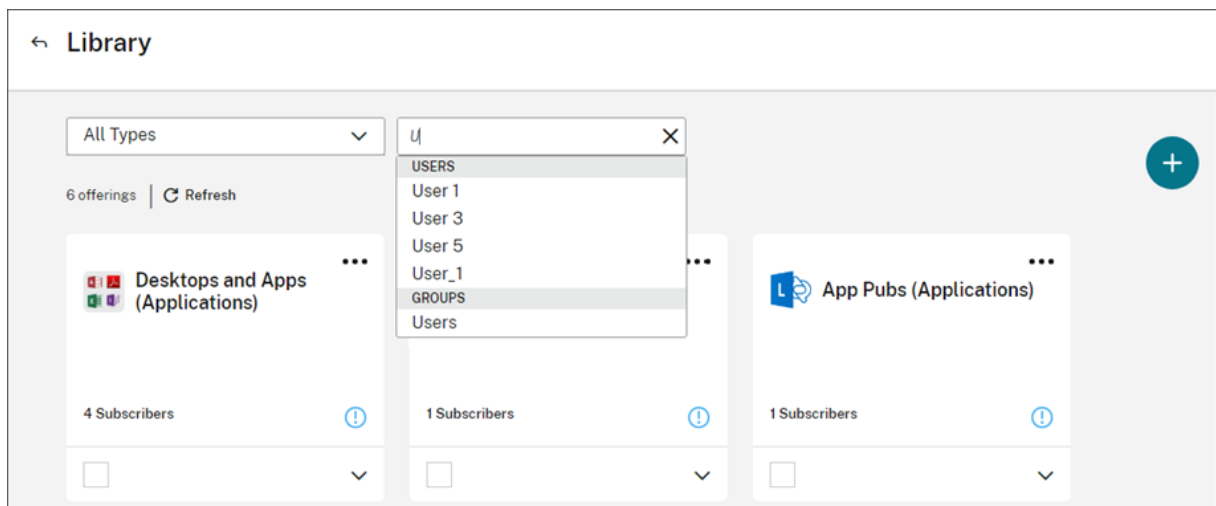 Library
All Types
U
USERS
User 1
User 3
User 5
User_1
GROUPS
Users
6 offerings
Refresh
Desktops and Apps
(Applications)
4 Subscribers
1 Subscribers
App Pubs (Applications)
1 Subscribers